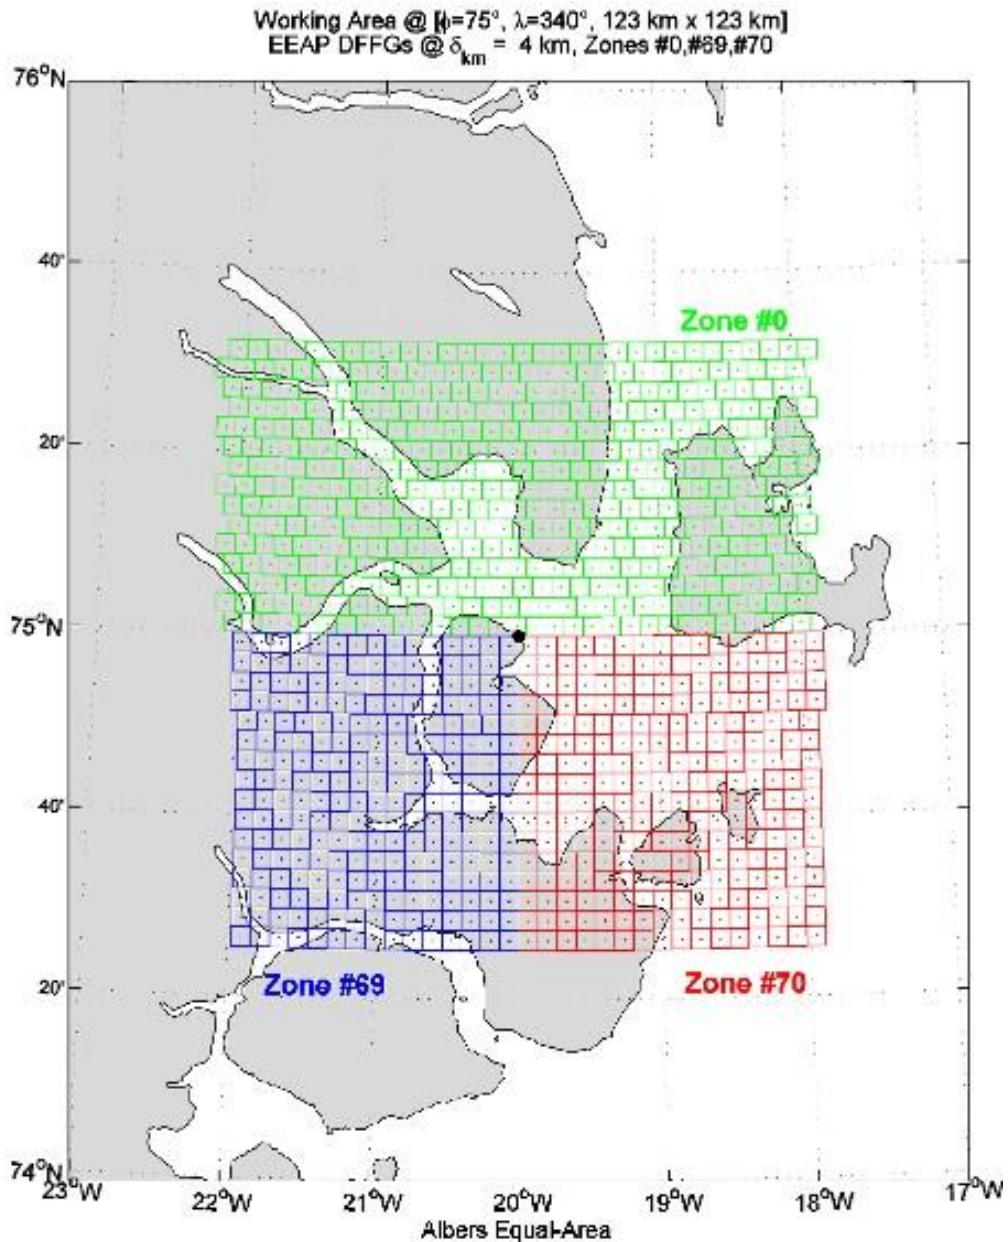 Working Area @ [ϕ=75°, λ=340°, 123 km x 123 km]
EEAP DFFGs @ δkm = 4 km, Zones #0,#69,#70
76°N
40'
Zone #0
20'
75°N
40'
20'
Zone #69
Zone #70
74°N
23°W
22°W
21°W
20°W
19°W
18°W
17°W
Albers Equal-Area